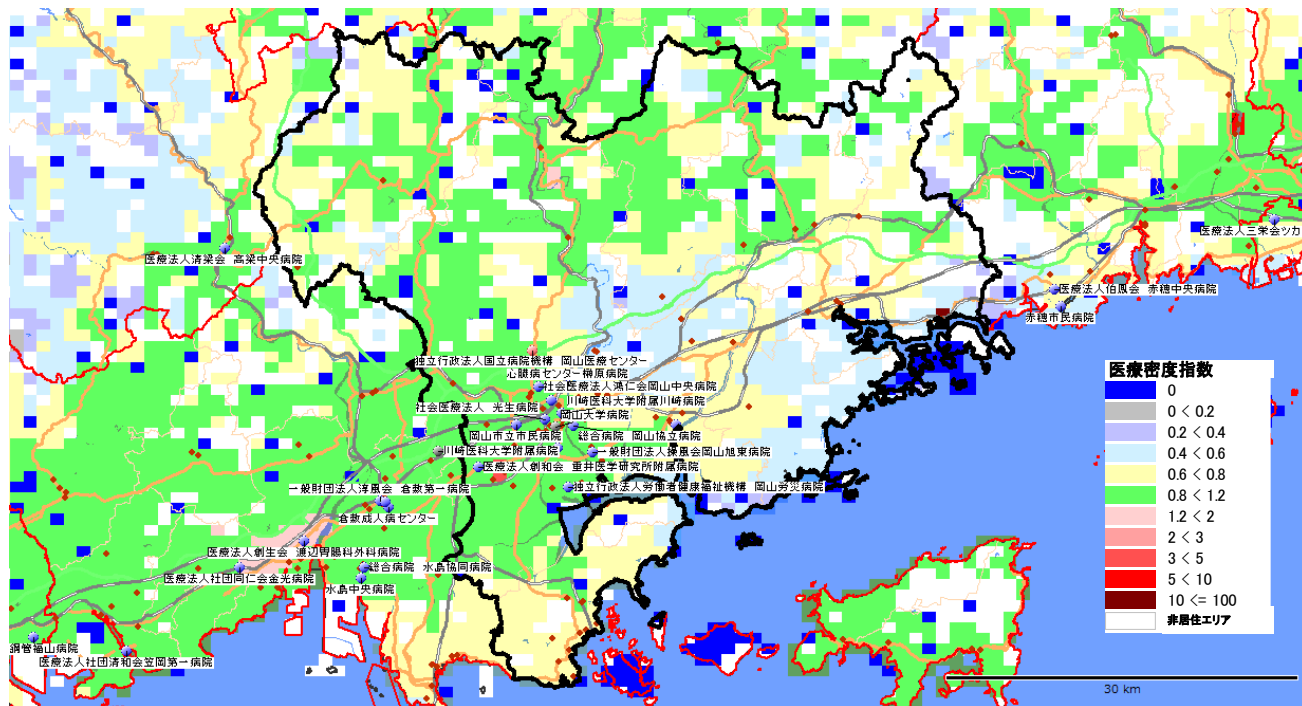 医療法人三栄会ツカ
医療法人清梁会 高梁中央病院
医療法人伯鳳会 赤穂中央病院
赤穂市民病院
独立行政法人国立病院機構 岡山医療センター
心臓病センター榊原病院
社会医療法人鴻仁会岡山中央病院
川崎医科大学附属川崎病院
社会医療法人 光生病院
岡山大学病院
岡山市立市民病院
総合病院 岡山協立病院
川崎医科大学附属病院
一般財団法人操風会岡山旭東病院
医療法人創和会 重井医学研究所附属病院
一般財団法人淳風会 倉敷第一病院
独立行政法人労働者健康福祉機構 岡山労災病院
倉敷成人病センター
医療法人創生会 渡辺胃腸科外科病院
総合病院 水島協同病院
医療法人社団同仁会金光病院
水島中央病院
鋼管福山病院
医療法人社団清和会笠岡第一病院
医療密度指数
0
0 < 0.2
0.2 < 0.4
0.4 < 0.6
0.6 < 0.8
0.8 < 1.2
1.2 < 2
2 < 3
3 < 5
5 < 10
10 <= 100
非居住エリア
30 km